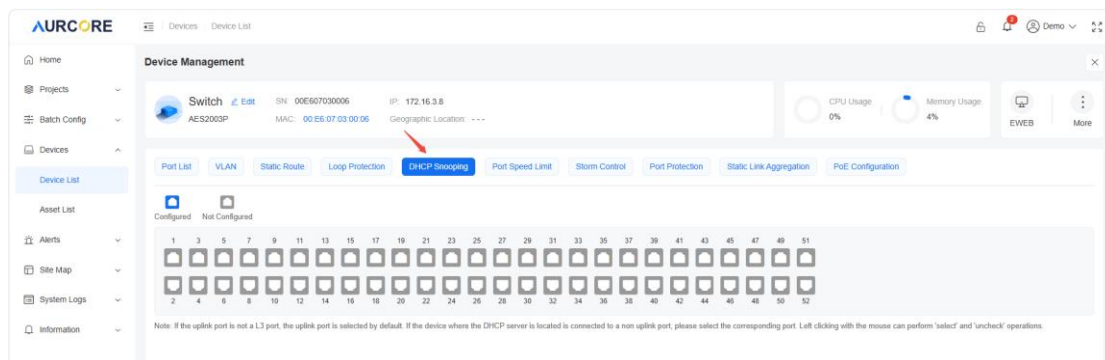 AURCORE
Devices Device List
2
Demo
Home
Projects
Batch Config
Devices
Device List
Asset List
Alerts
Site Map
System Logs
Information
Device Management
Switch Edit SN: 00E607030006 IP: 172.16.3.8
AES2003P MAC: 00:E6:07:03:00:06 Geographic Location: ---
CPU Usage
0%
Memory Usage
4%
EWEB
More
Port List VLAN Static Route Loop Protection DHCP Snooping Port Speed Limit Storm Control Port Protection Static Link Aggregation PoE Configuration
Configured Not Configured
1 3 5 7 9 11 13 15 17 19 21 23 25 27 29 31 33 35 37 39 41 43 45 47 49 51
2 4 6 8 10 12 14 16 18 20 22 24 26 28 30 32 34 36 38 40 42 44 46 48 50 52
Note: If the uplink port is not a L3 port, the uplink port is selected by default. If the device where the DHCP server is located is connected to a non uplink port, please select the corresponding port. Left clicking with the mouse can perform 'select' and 'uncheck' operations.